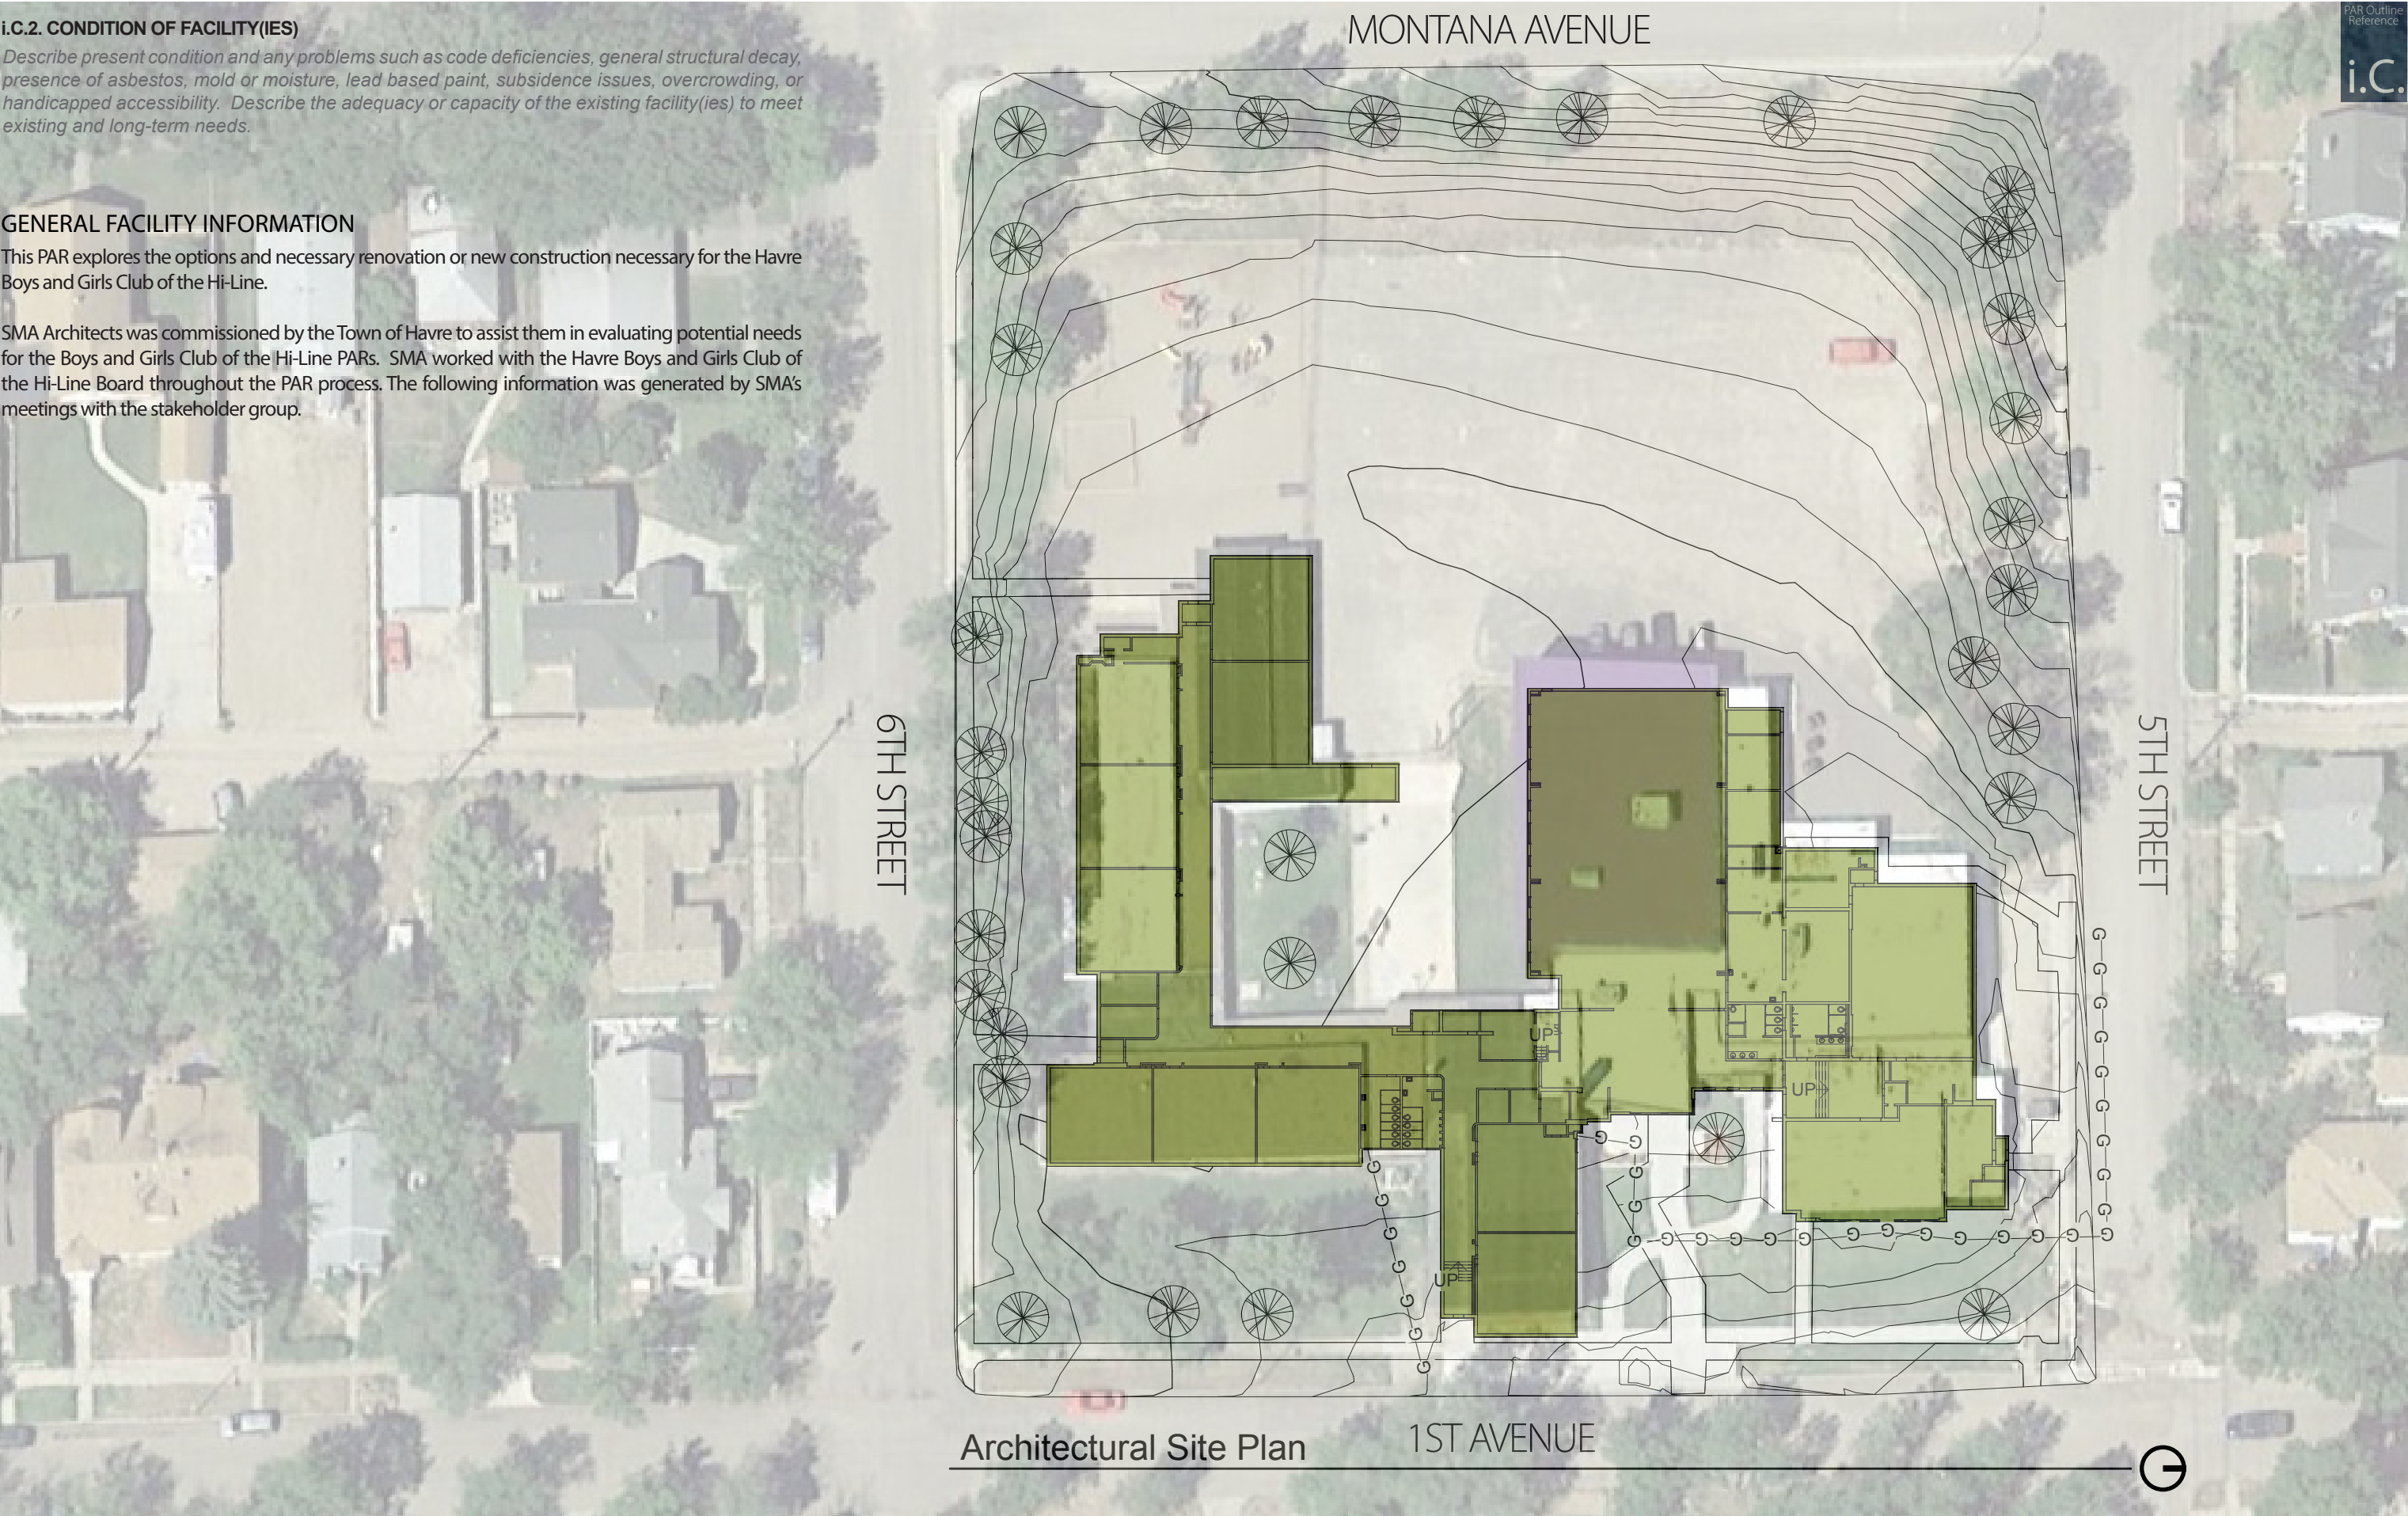 i.C.2. CONDITION OF FACILITY(IES)
Describe present condition and any problems such as code deficiencies, general structural decay,
presence of asbestos, mold or moisture, lead based paint, subsidence issues, overcrowding, or
handicapped accessibility. Describe the adequacy or capacity of the existing facility(ies) to meet
existing and long-term needs.
GENERAL FACILITY INFORMATION
This PAR explores the options and necessary renovation or new construction necessary for the Havre
Boys and Girls Club of the Hi-Line.
SMA Architects was commissioned by the Town of Havre to assist them in evaluating potential needs
for the Boys and Girls Club of the Hi-Line PARs. SMA worked with the Havre Boys and Girls Club of
the Hi-Line Board throughout the PAR process. The following information was generated by SMA's
meetings with the stakeholder group.
MONTANA AVENUE
PAR Outline
Reference
i.C.
6TH STREET
5TH STREET
UP
UP
UP
G G G G G G G G G
G G
G G G G G G G
G G G
G G G G G G G G G G G G G G G
1ST AVENUE
Architectural Site Plan